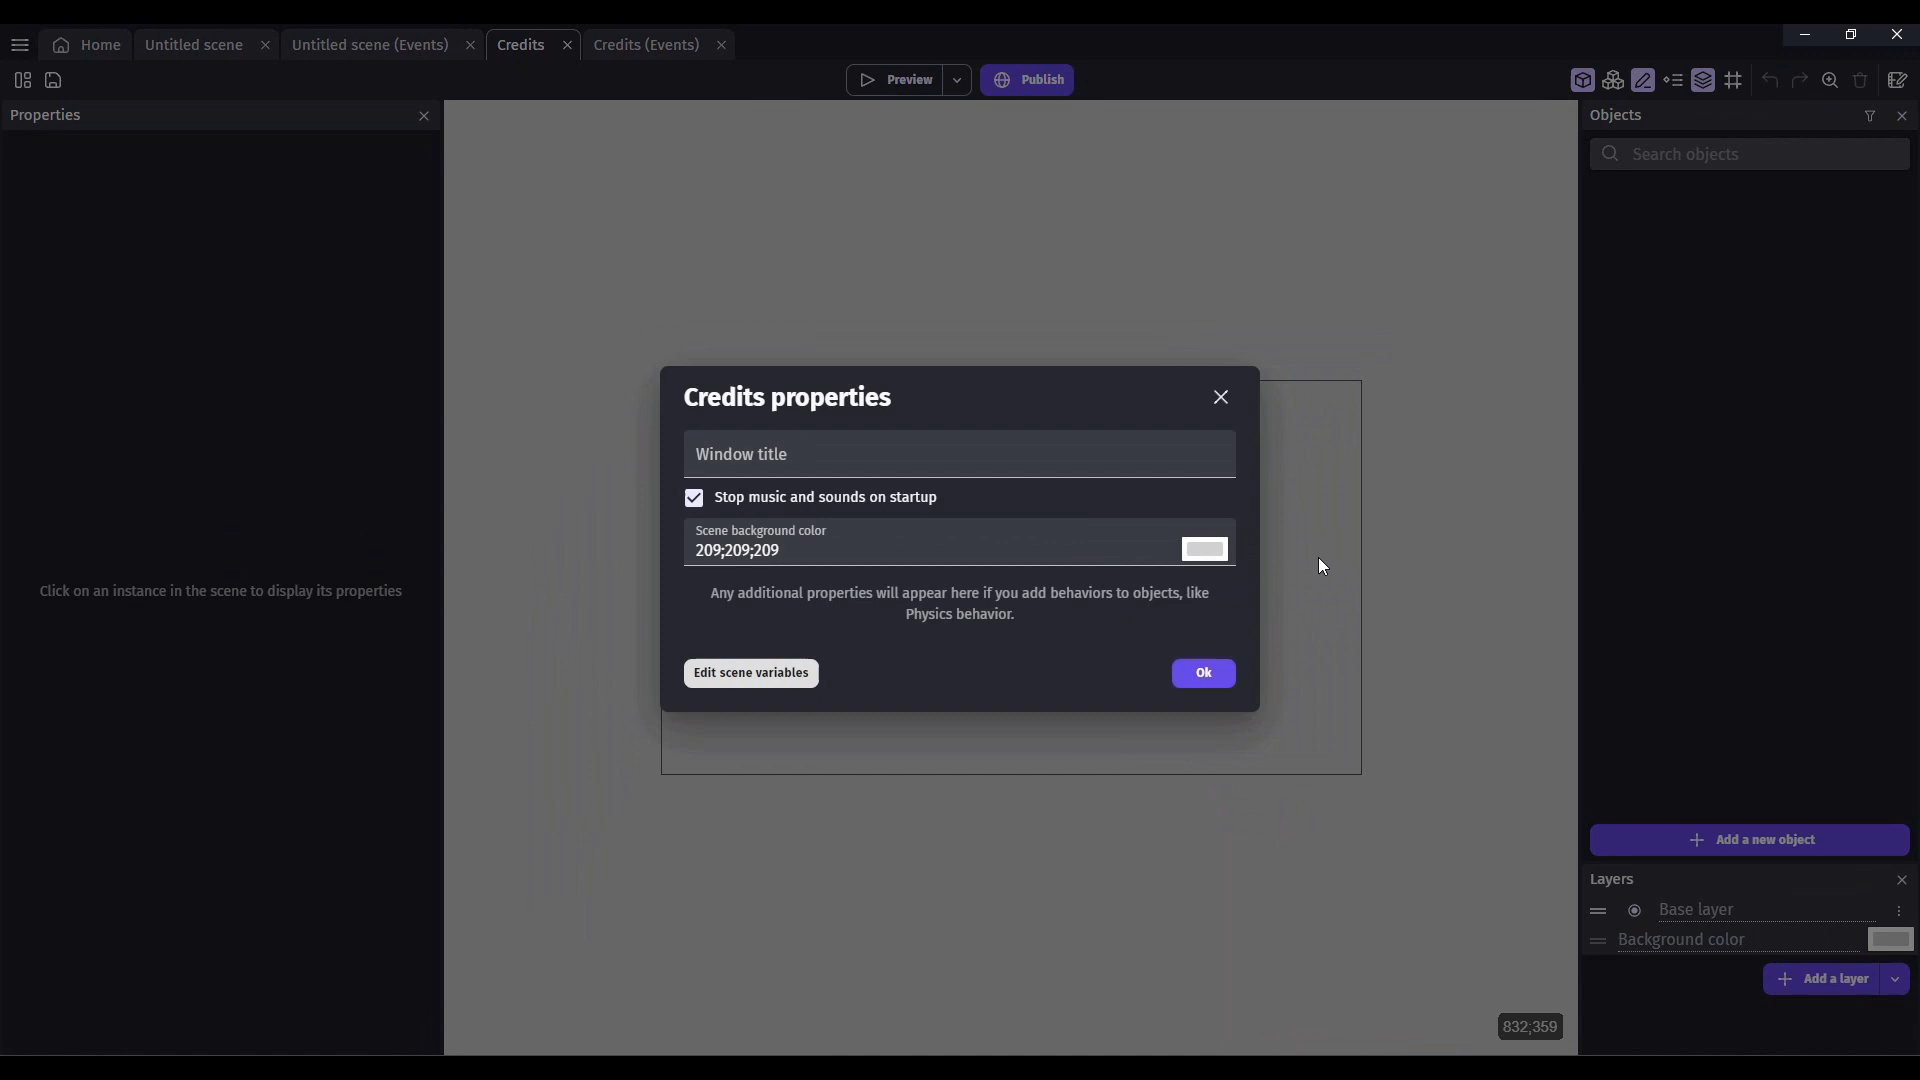 Home
Untitled scene
Untitled scene (Events)
Credits
Credits (Events)
Preview
Publish
Properties
Objects
Search objects
Credits properties
Window title
Stop music and sounds on startup
Scene background color
209;209;209
Click on an instance in the scene to display its properties
Any additional properties will appear here if you add behaviors to objects, like
Physics behavior.
Edit scene variables
Ok
Add a new object
Layers
Base layer
Background color
Add a layer
832;359